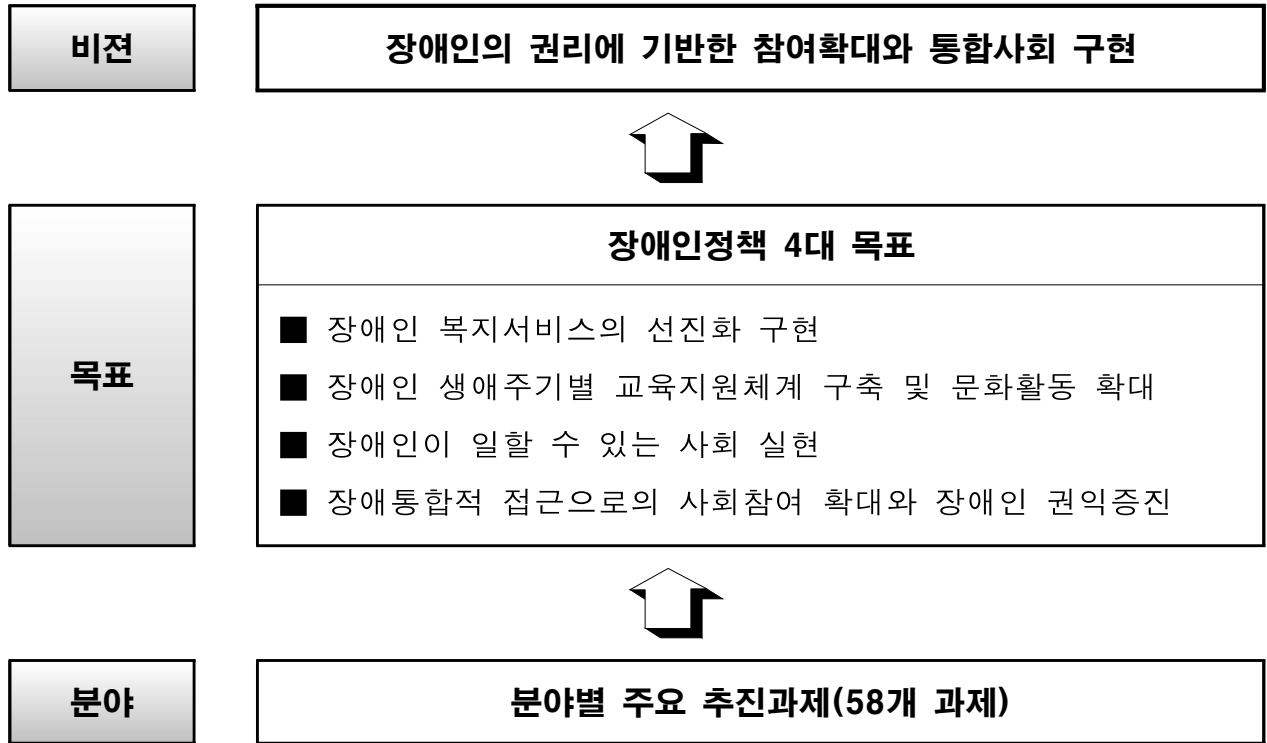 비젼
장애인의 권리에 기반한 참여확대와 통합사회 구현
목표
장애인정책 4대 목표
■ 장애인 복지서비스의 선진화 구현
■ 장애인 생애주기별 교육지원체계 구축 및 문화활동 확대
■ 장애인이 일할 수 있는 사회 실현
■ 장애통합적 접근으로의 사회참여 확대와 장애인 권익증진
분야
분야별 주요 추진과제(58개 과제)